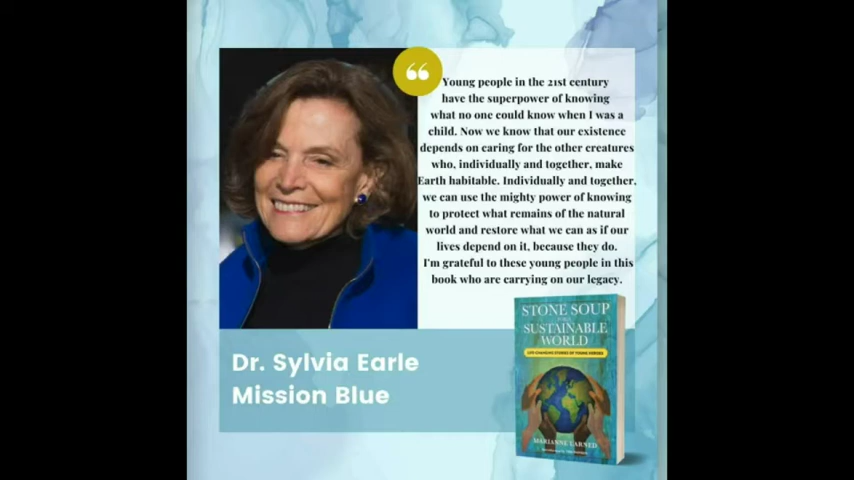 Young people in the 21st century
have the superpower of knowing
what no one could know when I was a
child. Now we know that our existence
depends on caring for the other creatures
who, individually and together, make
Earth habitable. Individually and together,
we can use the mighty power of knowing
to protect what remains of the natural
world and restore what we can as if our
lives depend on it, because they do.
I'm grateful to these young people in this
book who are carrying on our legacy.
Dr. Sylvia Earle
Mission Blue
STONE SOUP
SUSTAINABLE
WORLD
LIFE-CHANGING STORIES OF YOUNG HEROES
MARIANNE LARNED